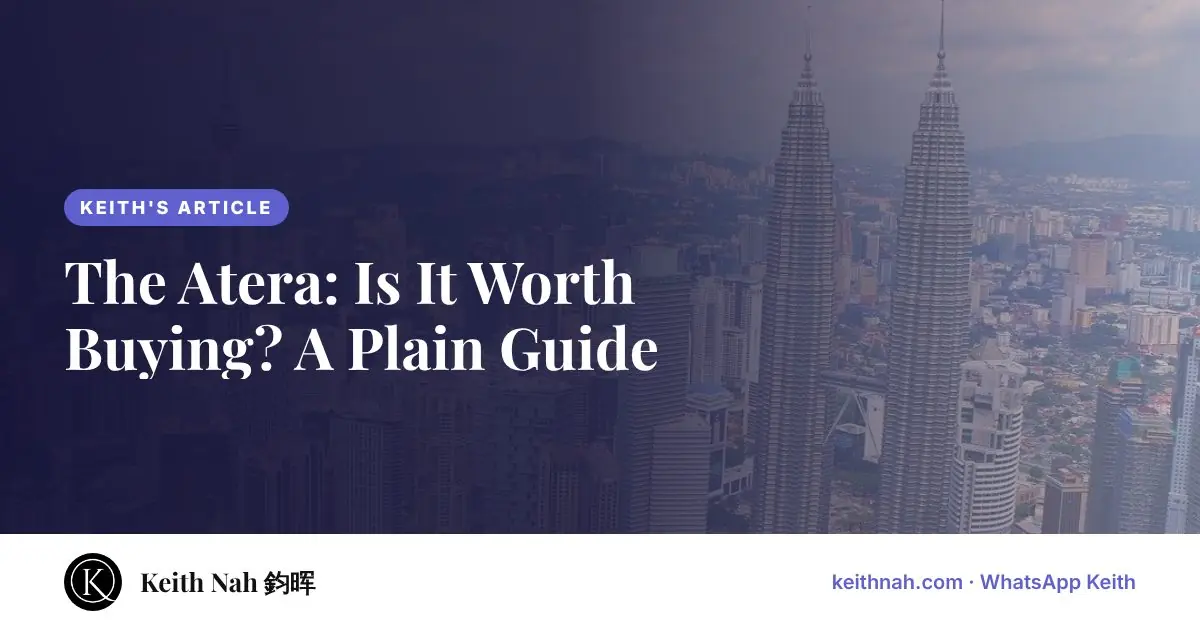 KEITH'S ARTICLE
The Atera: Is It Worth
Buying? A Plain Guide
K
Keith Nah 鈞晖
keithnah.com · WhatsApp Keith